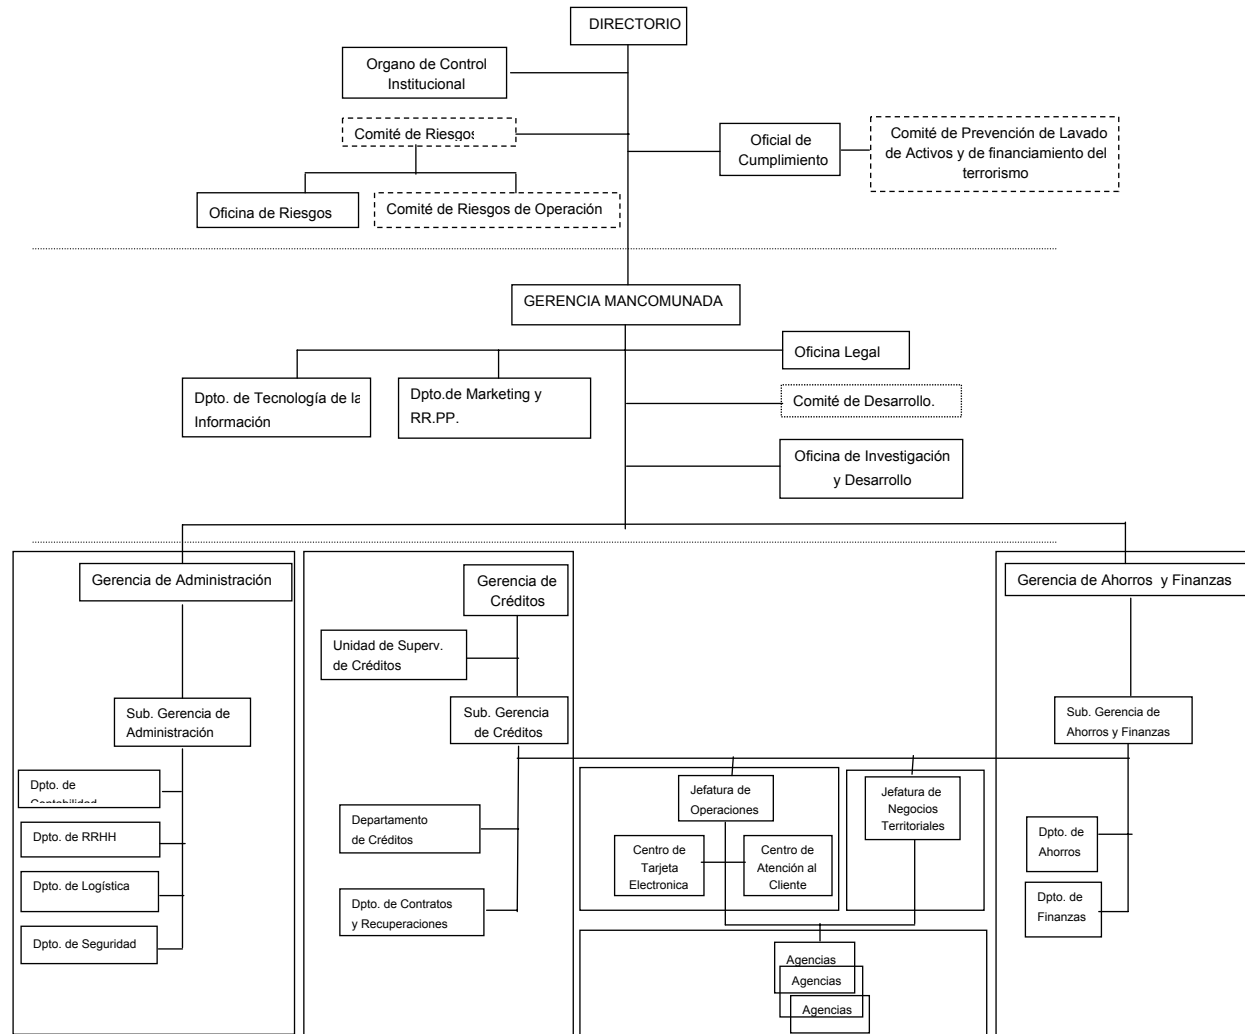 DIRECTORIO
Organo de Control
Institucional
Comité de Riesgos
Oficial de
Cumplimiento
Comité de Prevención de Lavado
de Activos y de financiamiento del
terrorismo
Oficina de Riesgos
Comité de Riesgos de Operación
GERENCIA MANCOMUNADA
Oficina Legal
Dpto. de Tecnología de la
Información
Dpto.de Marketing y
RR.PP.
Comité de Desarrollo.
Oficina de Investigación
y Desarrollo
Gerencia de Administración
Gerencia de
Créditos
Gerencia de Ahorros y Finanzas
Unidad de Superv.
de Créditos
Sub. Gerencia de
Administración
Sub. Gerencia
de Créditos
Sub. Gerencia de
Ahorros y Finanzas
Dpto. de
Contabilidad
Dpto. de RRHH
Dpto. de Logística
Dpto. de Seguridad
Departamento
de Créditos
Dpto. de Contratos
y Recuperaciones
Jefatura de
Operaciones
Centro de
Tarjeta
Electronica
Centro de
Atención al
Cliente
Jefatura de
Negocios
Territoriales
Dpto. de
Ahorros
Dpto. de
Finanzas
Agencias
Agencias
Agencias